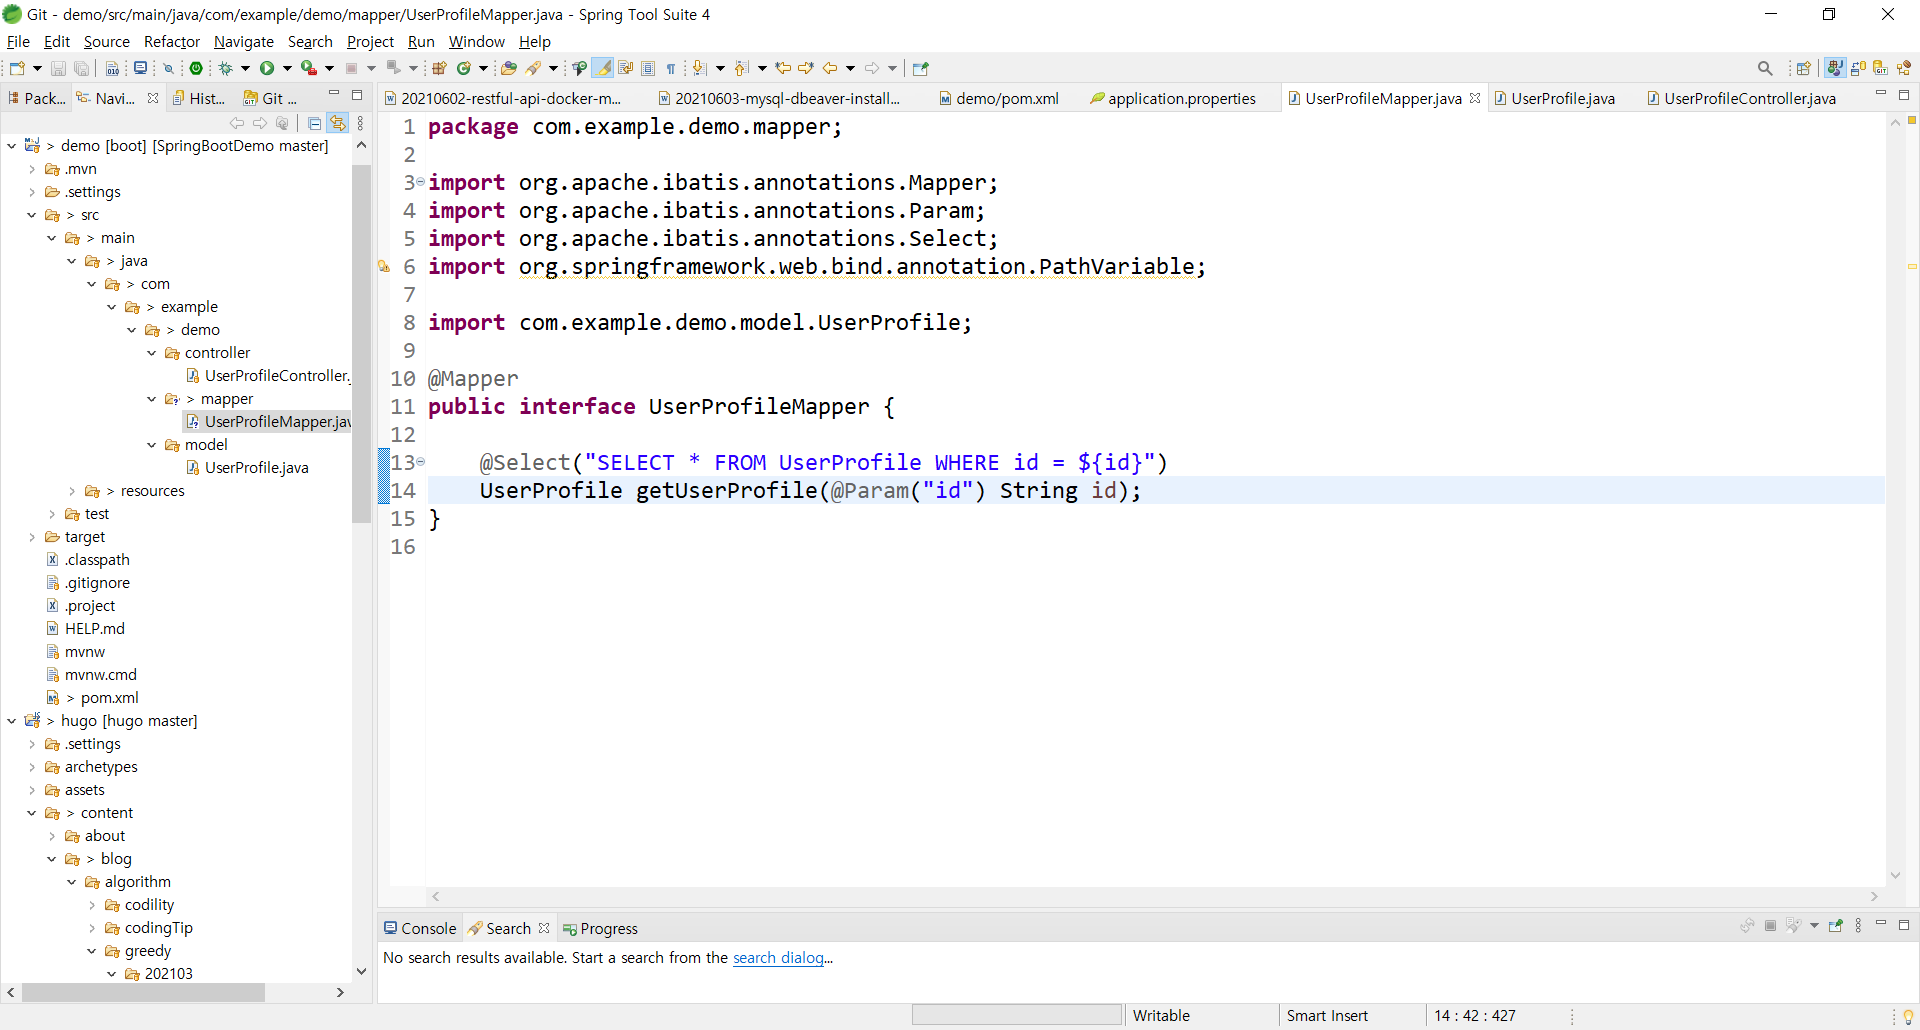 Git - demo/src/main/java/com/example/demo/mapper/UserProfileMapper.java - Spring Tool Suite 4
File Edit Source Refactor Navigate Search Project Run Window Help
Pack... Navi... Hist... Git ...
20210602-restful-api-docker-m... 20210603-mysql-dbeaver-install... demo/pom.xml application.properties UserProfileMapper.java UserProfile.java UserProfileController.java
> demo [boot] [SpringBootDemo master]
.mvn
.settings
> src
> main
> java
> com
> example
> demo
controller
UserProfileController.
> mapper
UserProfileMapper.jav
model
UserProfile.java
> resources
test
target
.classpath
.gitignore
.project
HELP.md
mvnw
mvnw.cmd
> pom.xml
> hugo [hugo master]
.settings
archetypes
assets
> content
about
> blog
algorithm
codility
codingTip
greedy
202103
1 package com.example.demo.mapper;
2
3 import org.apache.ibatis.annotations.Mapper;
4 import org.apache.ibatis.annotations.Param;
5 import org.apache.ibatis.annotations.Select;
6 import org.springframework.web.bind.annotation.PathVariable;
7
8 import com.example.demo.model.UserProfile;
9
10 @Mapper
11 public interface UserProfileMapper {
12
13 @Select("SELECT * FROM UserProfile WHERE id = ${id}")
14 UserProfile getUserProfile(@Param("id") String id);
15 }
16
Console Search Progress
No search results available. Start a search from the search dialog...
Writable Smart Insert 14 : 42 : 427